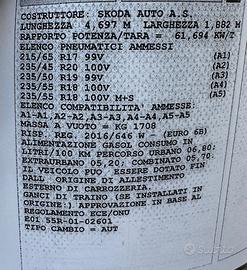 COSTRUTTORE: SKODA AUTO A.S.
LUNGHEZZA 4,697 M LARGHEZZA 1,882 M
RAPPORTO POTENZA/TARA = 61,694 KW/T
ELENCO PNEUMATICI AMMESSI
215/65 R17 99V (A1)
235/45 R20 100V (A2)
215/50 R19 99V (A3)
235/55 R18 100V (A4)
235/55 R18 100V M+S (A5)
ELENCO COMPATIBILITA' AMMESSE:
A1-A1,A2-A2,A3-A3,A4-A4,A5-A5
MASSA A VUOTO = KG 1708
RISP. REG. 2016/646 W - (EURO 6B)
ALIMENTAZIONE GASOL CONSUMO IN
LITRI/100 KM PERCORSO URBANO 06,80;
EXTRAURBANO 05,20; COMBINATO 05,70;
IL VEICOLO PUO' ESSERE DOTATO FIN
DALL' ORIGINE DI ALLESTIMENTO
ESTERNO DI CARROZZERIA.
GANCI DI TRAINO (SE INSTALLATI IN
ORIGINE) APPROVAZIONE IN BASE AL
REGOLAMENTO ECE/ONU
E01 55R-01-02601
TIPO CAMBIO = AUT
Subito